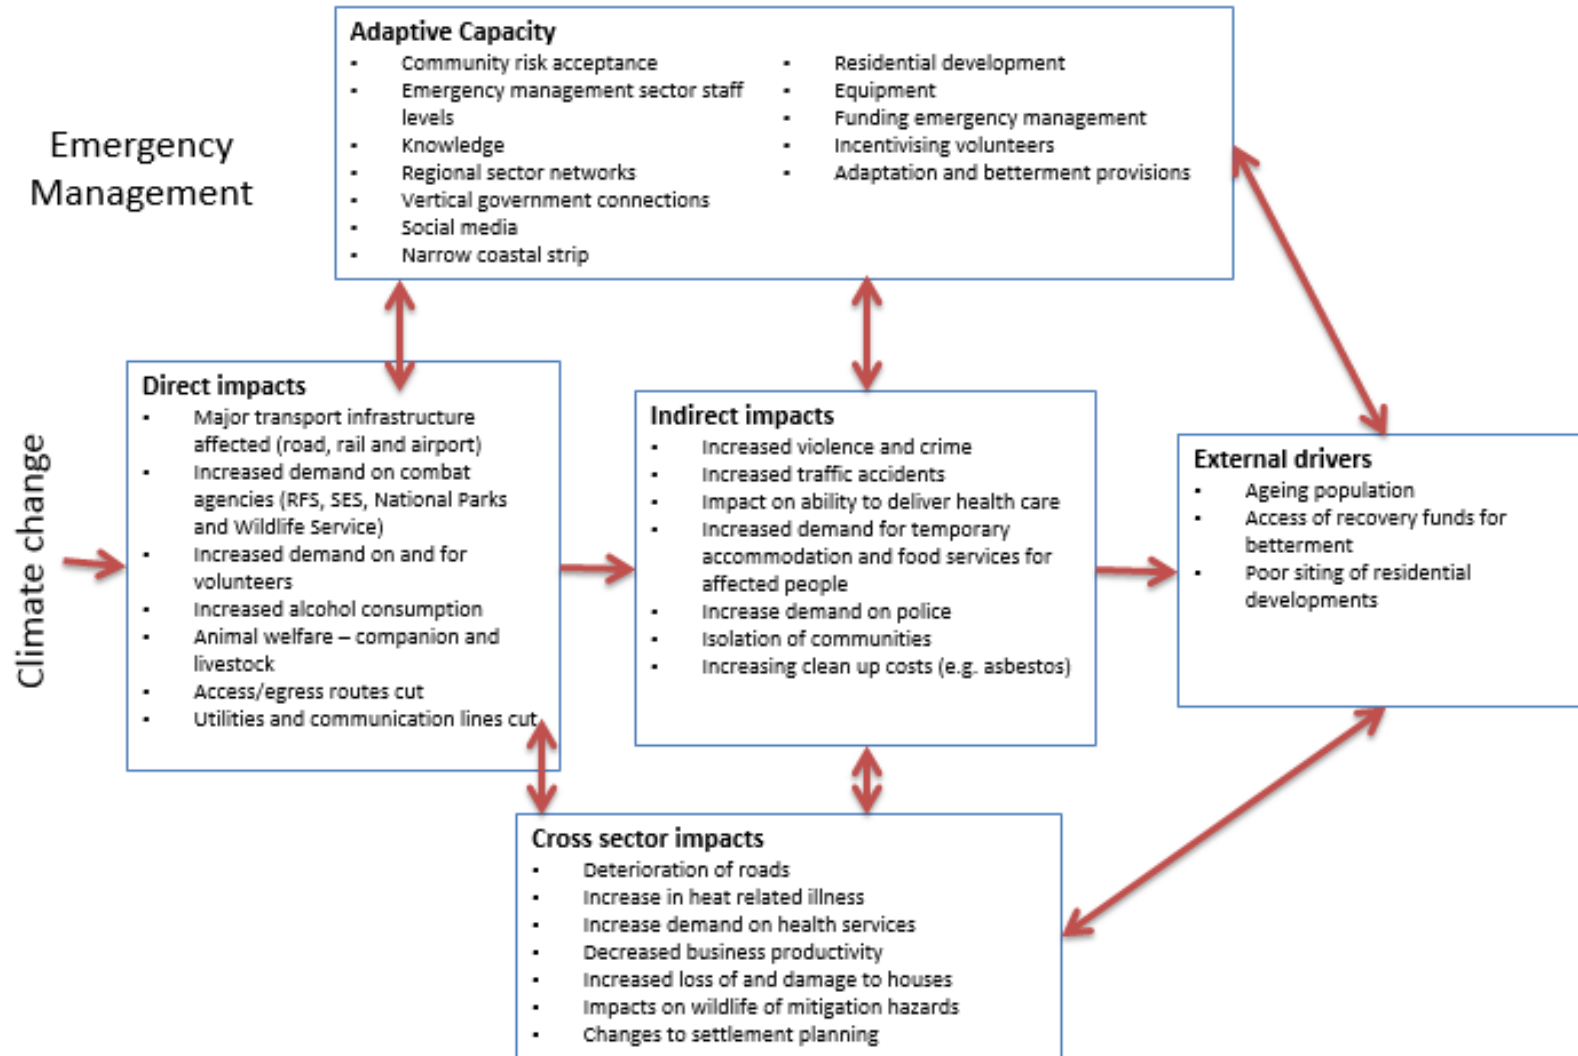 Emergency
Management
Climate change
Adaptive Capacity
▪ Community risk acceptance
▪ Emergency management sector staff
levels
▪ Knowledge
▪ Regional sector networks
▪ Vertical government connections
▪ Social media
▪ Narrow coastal strip
▪ Residential development
▪ Equipment
▪ Funding emergency management
▪ Incentivising volunteers
▪ Adaptation and betterment provisions
Direct impacts
▪ Major transport infrastructure
affected (road, rail and airport)
▪ Increased demand on combat
agencies (RFS, SES, National Parks
and Wildlife Service)
▪ Increased demand on and for
volunteers
▪ Increased alcohol consumption
▪ Animal welfare – companion and
livestock
▪ Access/egress routes cut
▪ Utilities and communication lines cut
Indirect impacts
▪ Increased violence and crime
▪ Increased traffic accidents
▪ Impact on ability to deliver health care
▪ Increased demand for temporary
accommodation and food services for
affected people
▪ Increase demand on police
▪ Isolation of communities
▪ Increasing clean up costs (e.g. asbestos)
External drivers
▪ Ageing population
▪ Access of recovery funds for
betterment
▪ Poor siting of residential
developments
Cross sector impacts
▪ Deterioration of roads
▪ Increase in heat related illness
▪ Increase demand on health services
▪ Decreased business productivity
▪ Increased loss of and damage to houses
▪ Impacts on wildlife of mitigation hazards
▪ Changes to settlement planning